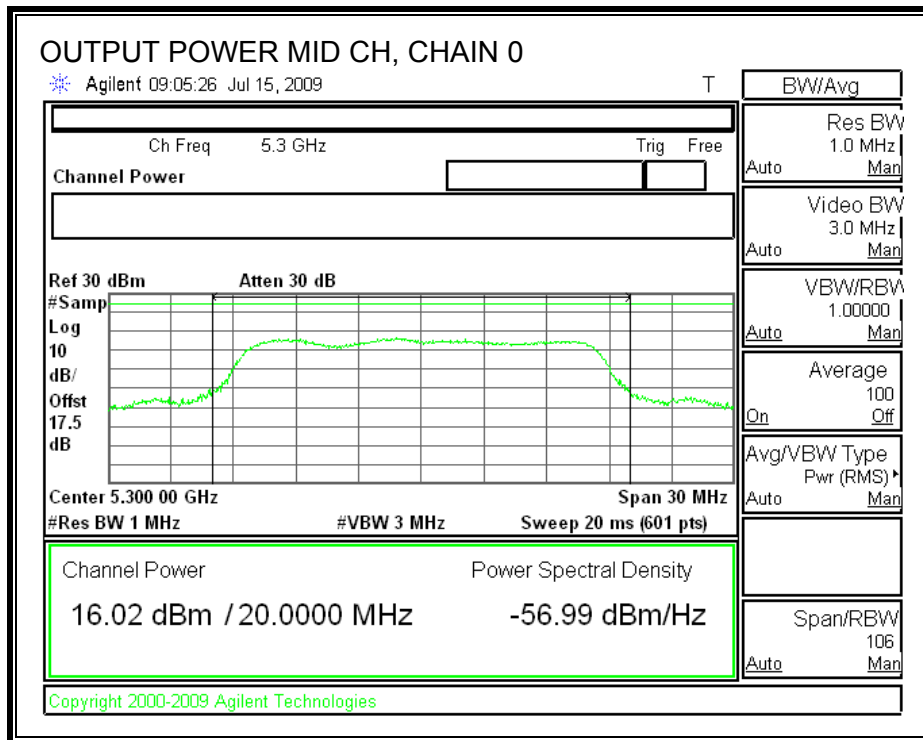 OUTPUT POWER MID CH, CHAIN 0
Agilent 09:05:26 Jul 15, 2009 T
BW/Avg
Ch Freq 5.3 GHz Trig Free
Channel Power
Res BW
1.0 MHz
Auto Man
Video BW
3.0 MHz
Auto Man
Ref 30 dBm Atten 30 dB
#Samp
Log
10
dB/
Offst
17.5
dB
VBW/RBW
1.00000
Auto Man
Average
100
On Off
Avg/VBW Type
Pwr (RMS)
Auto Man
Center 5.300 00 GHz Span 30 MHz
#Res BW 1 MHz #VBW 3 MHz Sweep 20 ms (601 pts)
Channel Power Power Spectral Density
16.02 dBm / 20.0000 MHz -56.99 dBm/Hz
Span/RBW
106
Auto Man
Copyright 2000-2009 Agilent Technologies